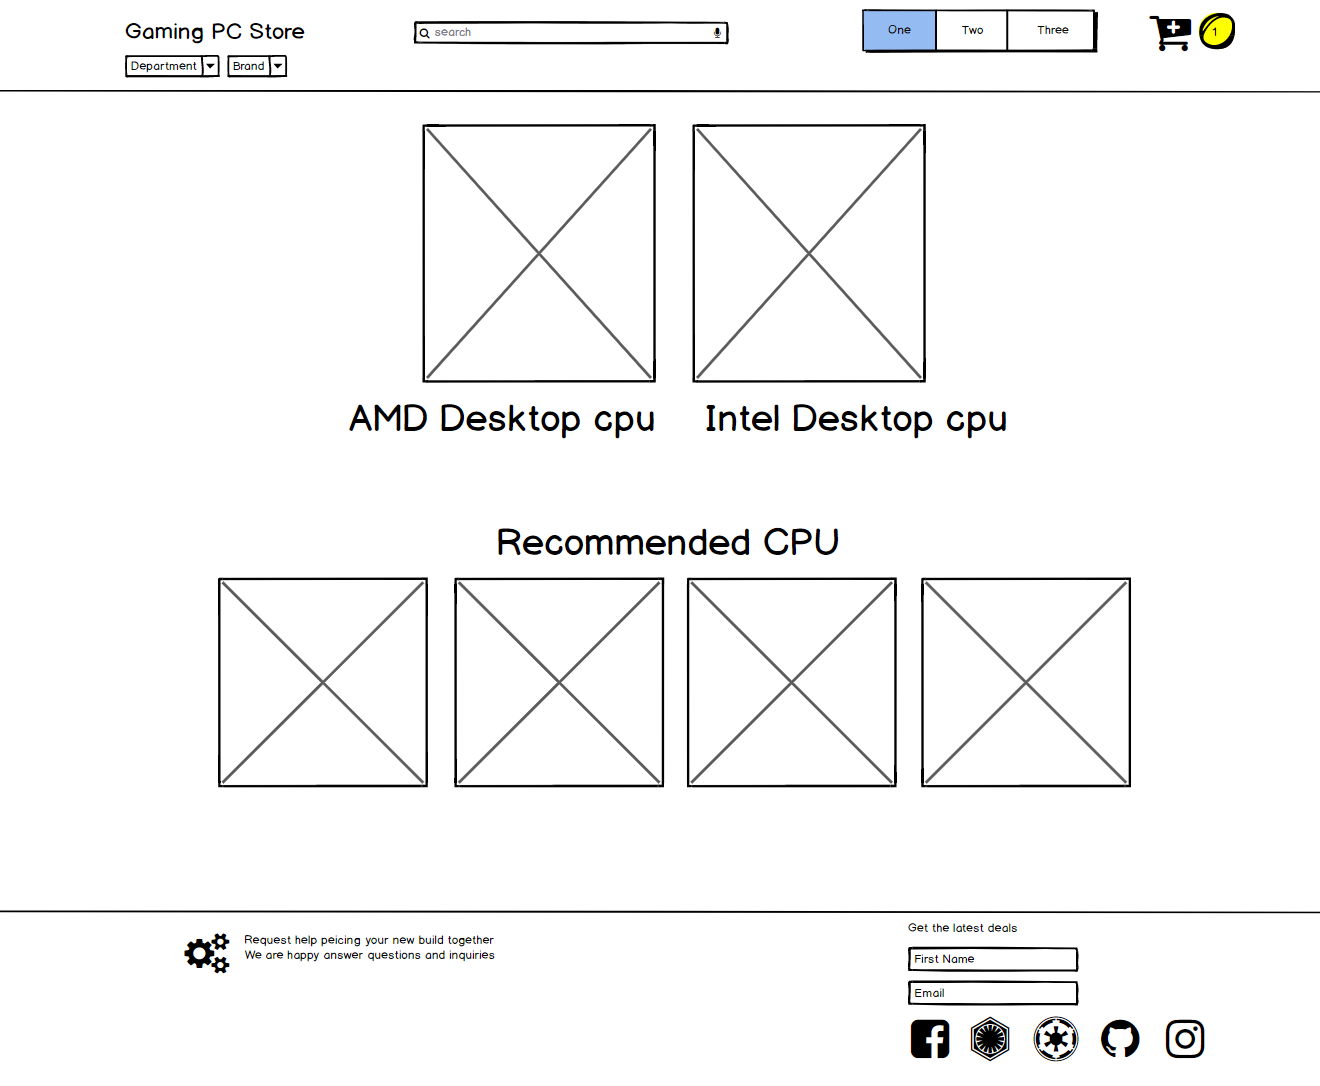 Gaming PC Store
search
One
Two
Three
1
Department
Brand
AMD Desktop cpu
Intel Desktop cpu
Recommended CPU
Request help peicing your new build together
We are happy answer questions and inquiries
Get the latest deals
First Name
Email